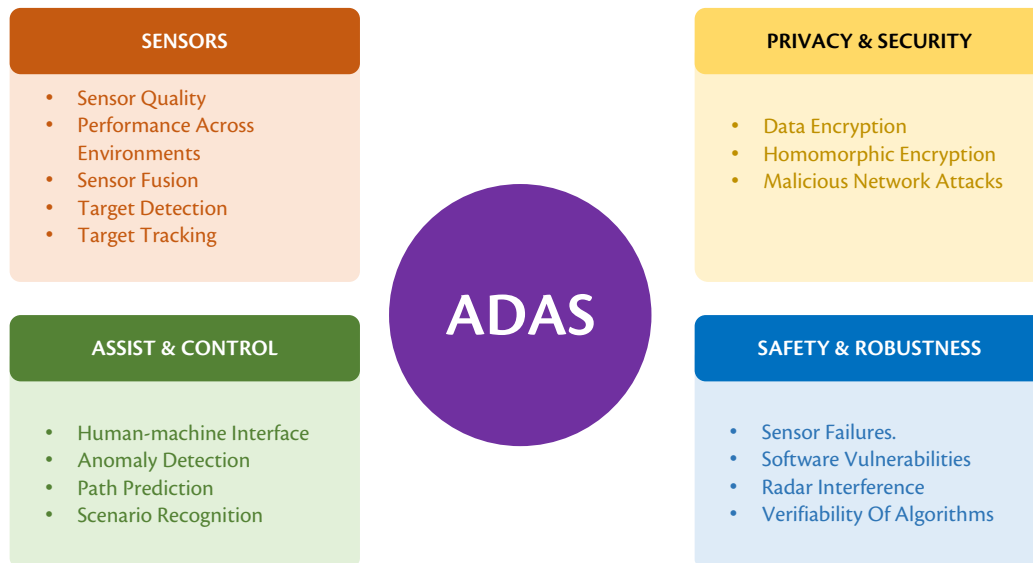 SENSORS
• Sensor Quality
• Performance Across
Environments
• Sensor Fusion
• Target Detection
• Target Tracking
PRIVACY & SECURITY
• Data Encryption
• Homomorphic Encryption
• Malicious Network Attacks
ADAS
ASSIST & CONTROL
• Human-machine Interface
• Anomaly Detection
• Path Prediction
• Scenario Recognition
SAFETY & ROBUSTNESS
• Sensor Failures.
• Software Vulnerabilities
• Radar Interference
• Verifiability Of Algorithms